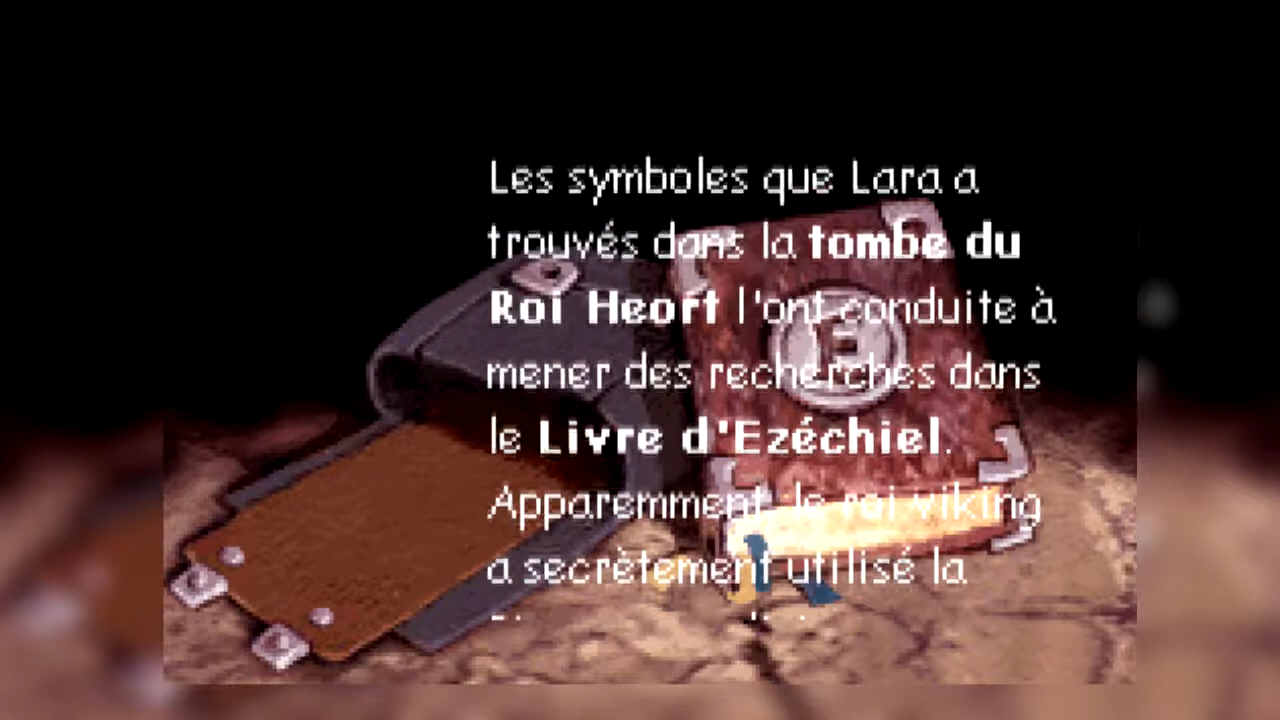 Les symboles que Lara a
trouvés dans la tombe du
Roi Heort l'ont conduite à
mener des recherches dans
le Livre d'Ezéchiel.
Apparemment, le roi viking
a secrètement utilisé la
E